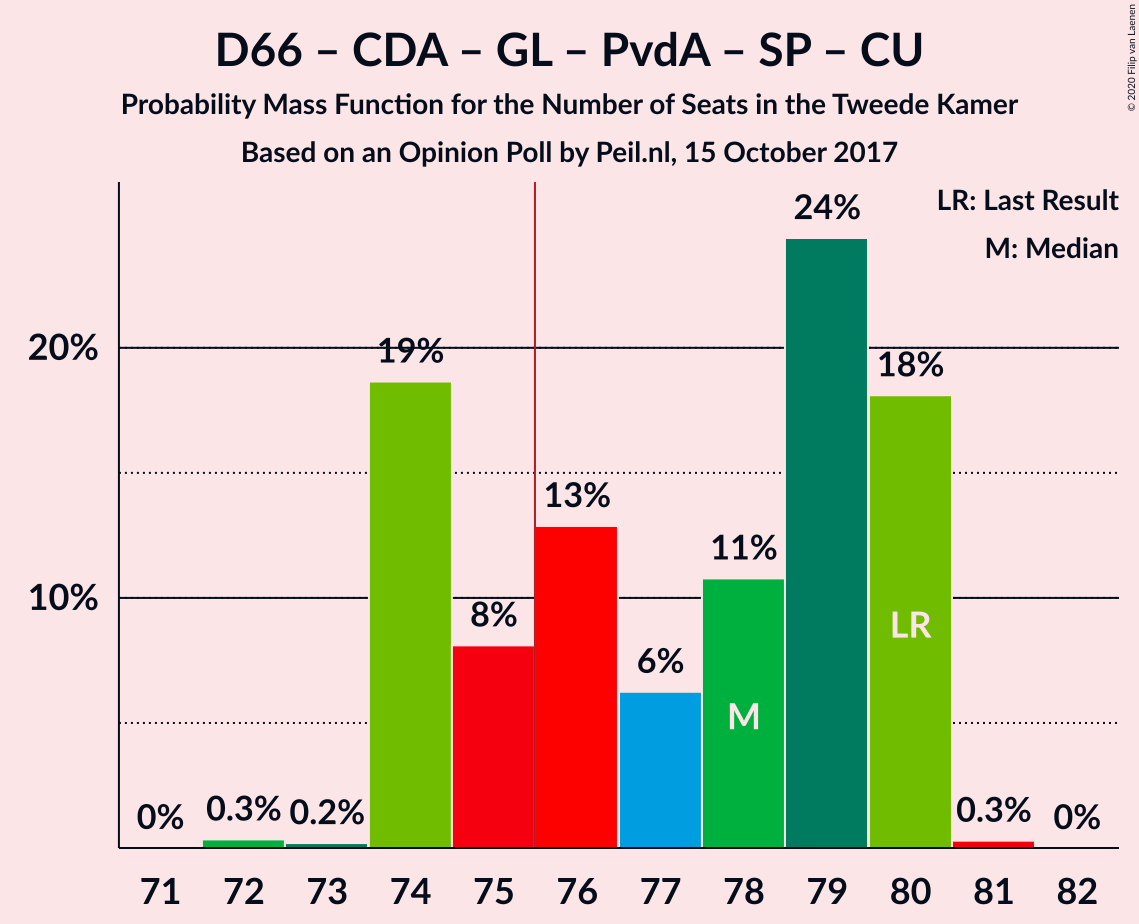 D66 – CDA – GL – PvdA – SP – CU
Probability Mass Function for the Number of Seats in the Tweede Kamer
Based on an Opinion Poll by Peil.nl, 15 October 2017
© 2020 Filip van Laenen
LR: Last Result
M: Median
24%
20%
19%
18%
13%
11%
10%
8%
6%
LR
M
0%
0.3%
0.2%
0.3%
0%
71 72 73 74 75 76 77 78 79 80 81 82